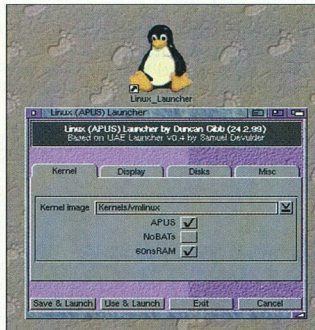 Linux_Launcher
Linux (APUS) Launcher
Linux (APUS) Launcher by Duncan Gibb (24.2.99)
Based on UAE Launcher v0.4 by Samuel Devulder
Kernel Display Disks Misc
Kernel image Kernels/vmlinux
APUS
NoBATs
60nsRAM
Save & Launch Use & Launch Exit Cancel